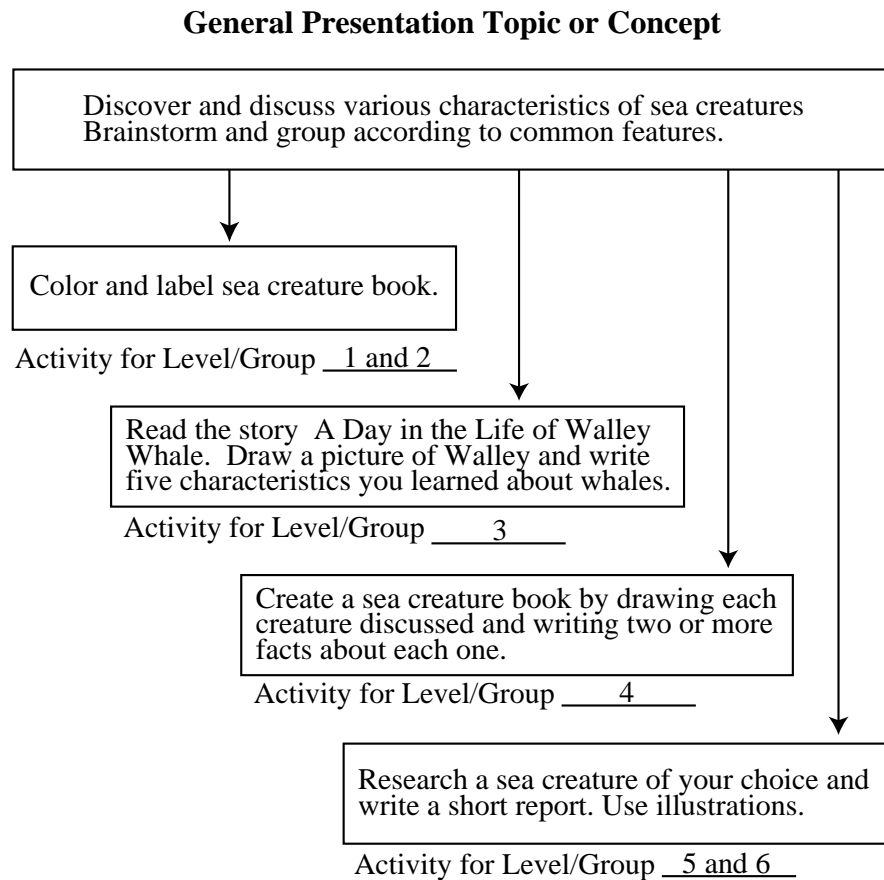 General Presentation Topic or Concept
Discover and discuss various characteristics of sea creatures
Brainstorm and group according to common features.
Color and label sea creature book.
Activity for Level/Group 1 and 2
Read the story A Day in the Life of Walley
Whale. Draw a picture of Walley and write
five characteristics you learned about whales.
Activity for Level/Group 3
Create a sea creature book by drawing each
creature discussed and writing two or more
facts about each one.
Activity for Level/Group 4
Research a sea creature of your choice and
write a short report. Use illustrations.
Activity for Level/Group 5 and 6